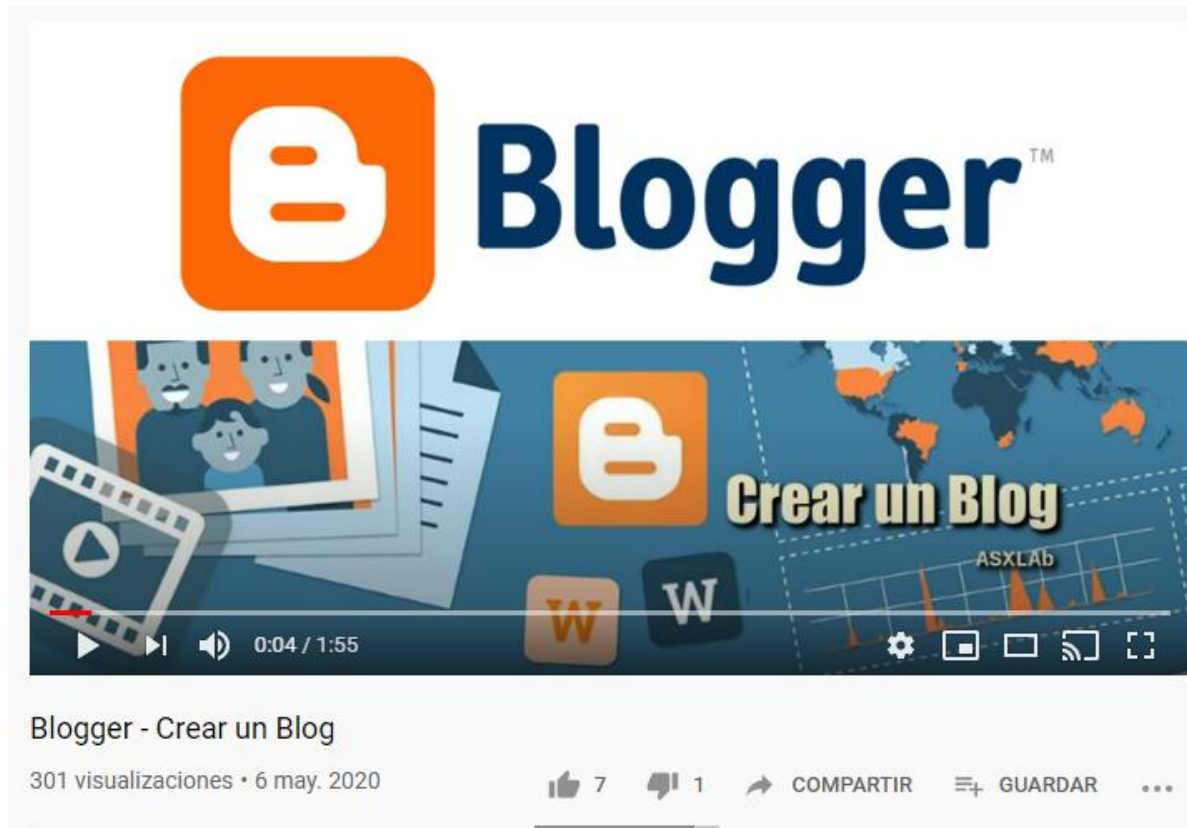 Blogger™
Crear un Blog
ASXLAb
W
W
0:04 / 1:55
Blogger - Crear un Blog
301 visualizaciones • 6 may. 2020
7 1 COMPARTIR GUARDAR